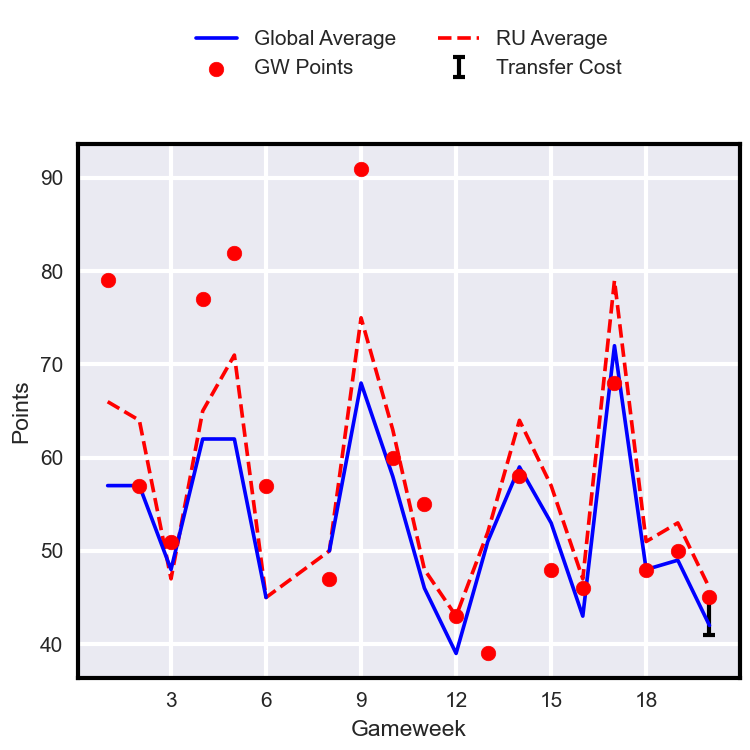 Global Average
RU Average
GW Points
Transfer Cost
90
80
70
60
50
40
Points
3 6 9 12 15 18
Gameweek